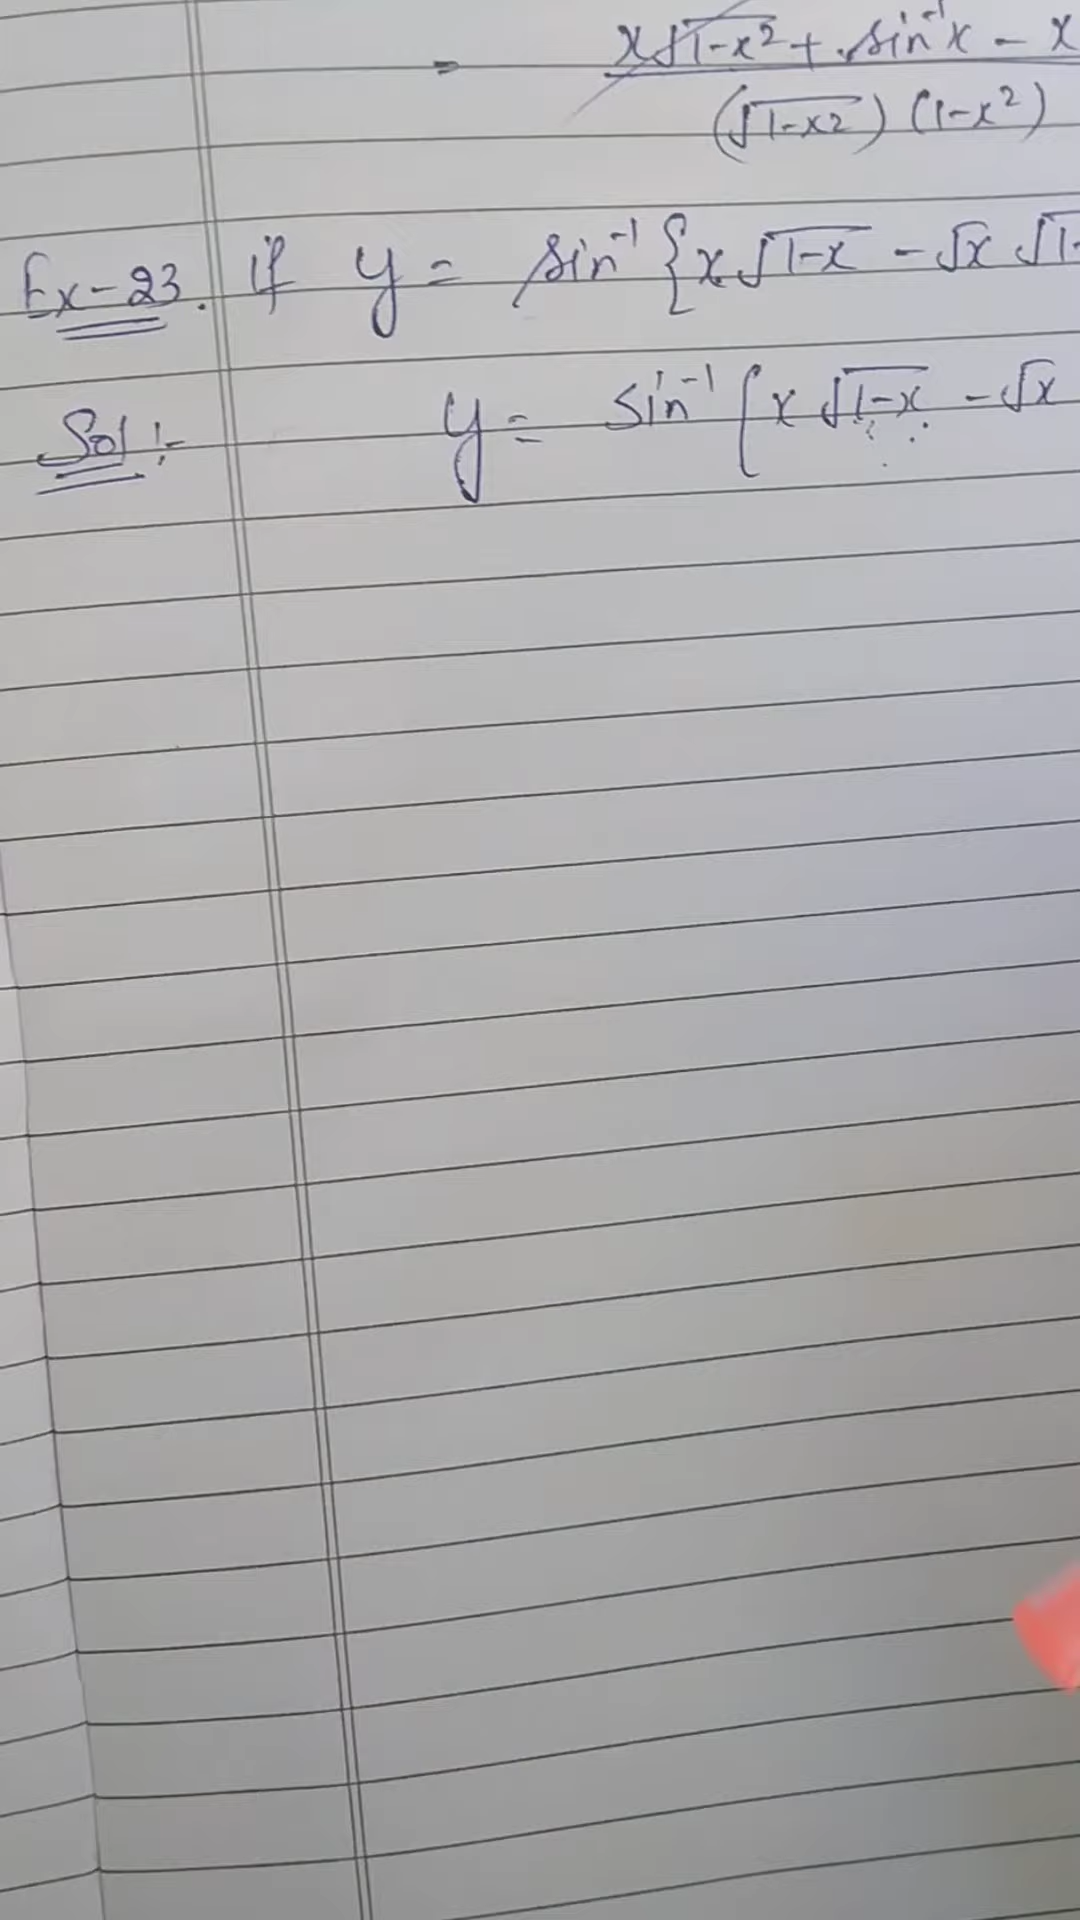 = x√1-x² + sin⁻¹x - x
(√1-x²) (1-x²)
Ex-23. if y = sin⁻¹ {x√1-x - √x √1-
Sol:- y = sin⁻¹ {x √1-x - √x